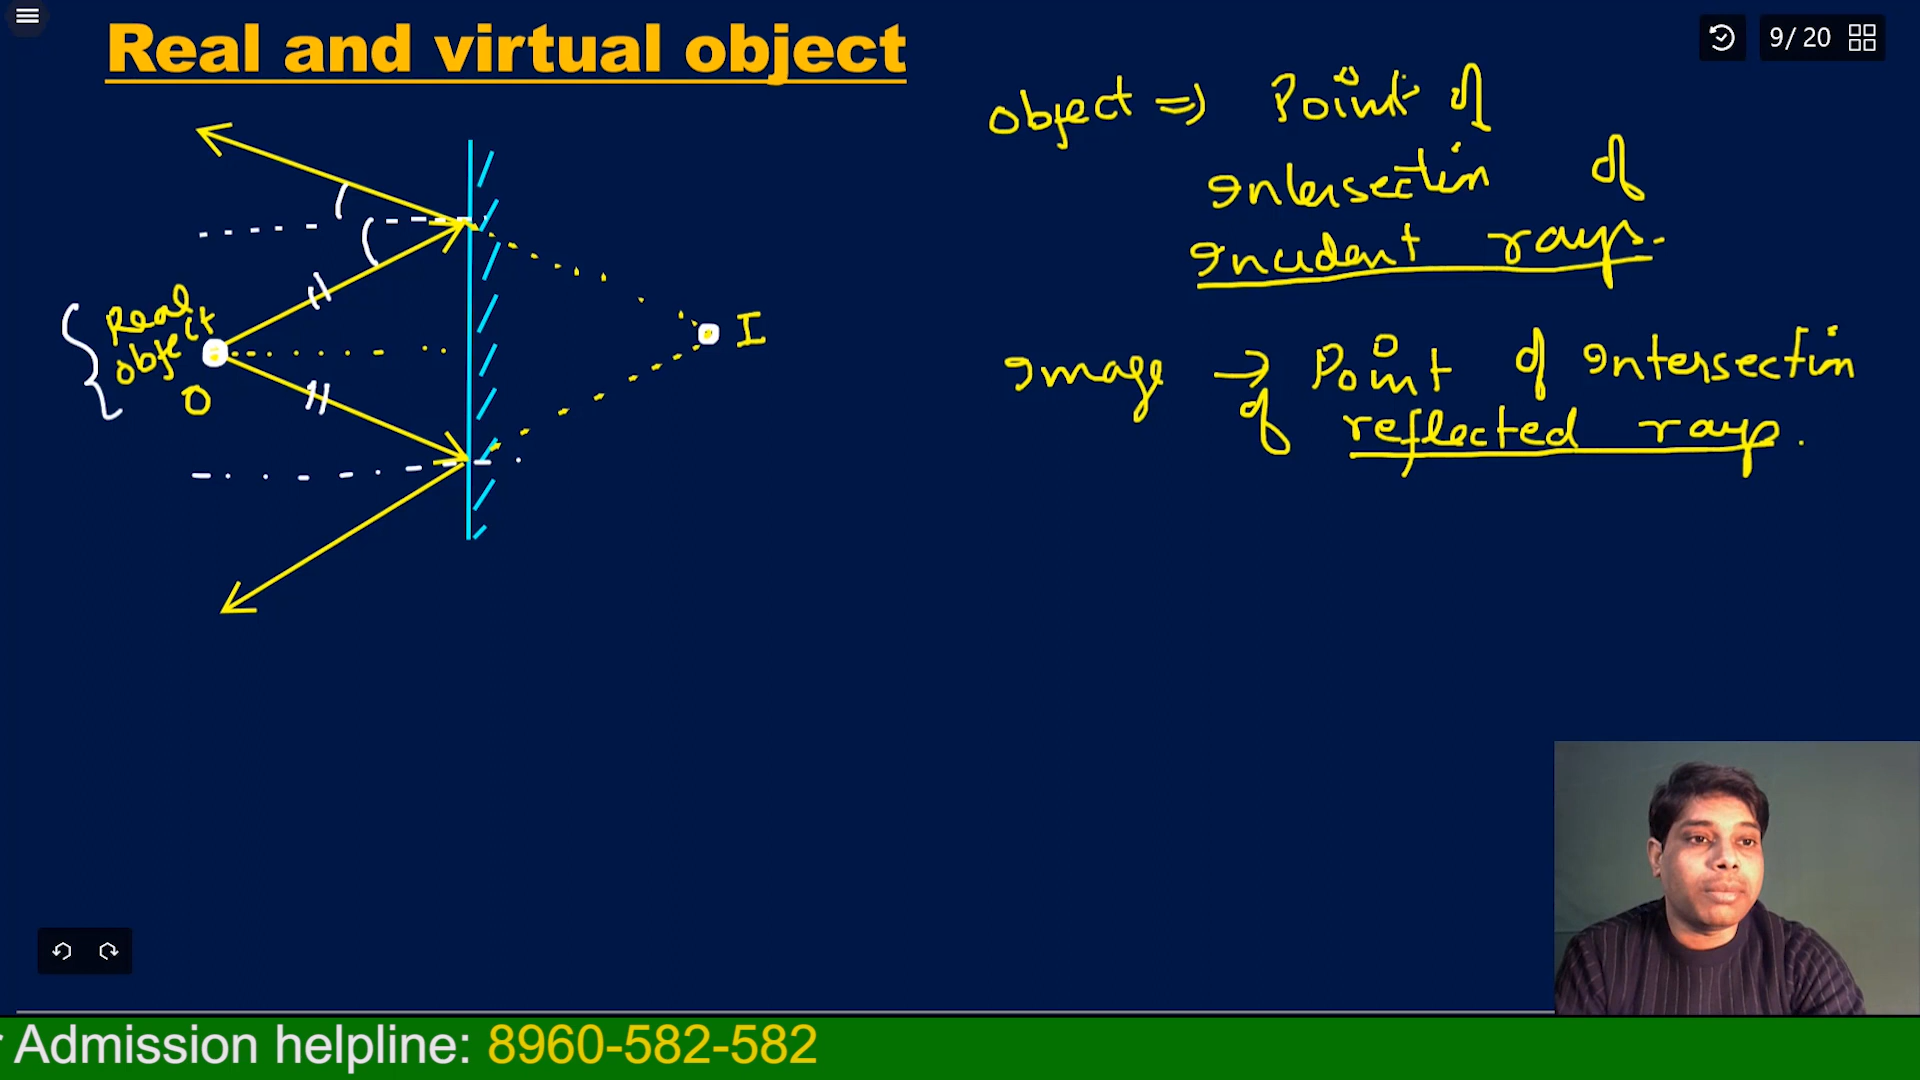 Real and virtual object
9/ 20
object => Point of
Intersection of
Incident rays.
Image → Point of Intersection
of reflected rays.
Real
object
O
I
Admission helpline: 8960-582-582